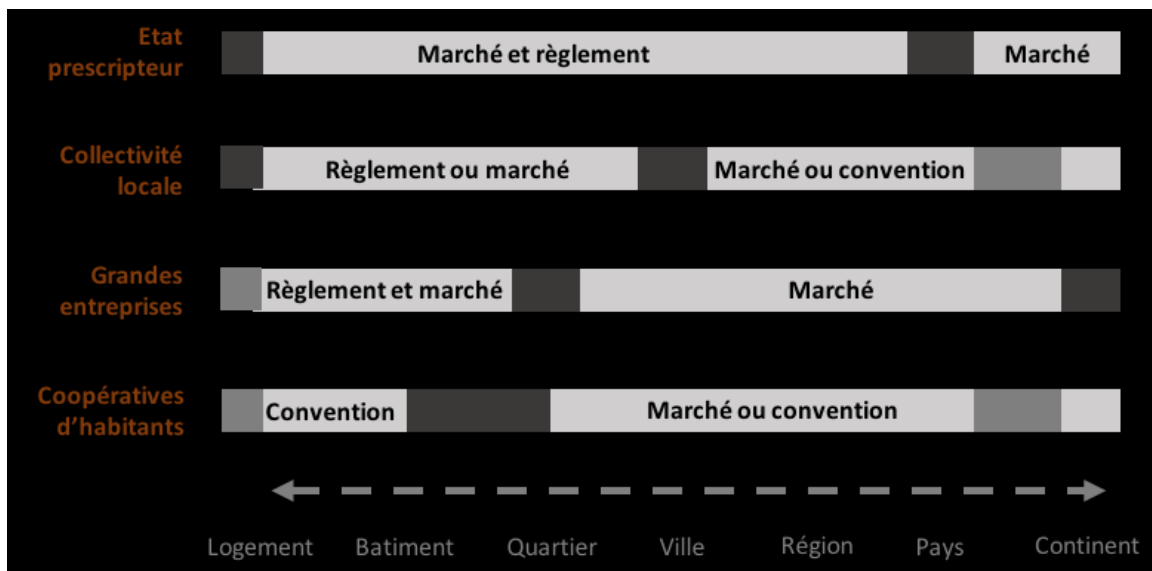 Etat
prescripteur
Marché et règlement
Marché
Collectivité
locale
Règlement ou marché
Marché ou convention
Grandes
entreprises
Règlement et marché
Marché
Coopératives
d'habitants
Convention
Marché ou convention
Logement
Batiment
Quartier
Ville
Région
Pays
Continent